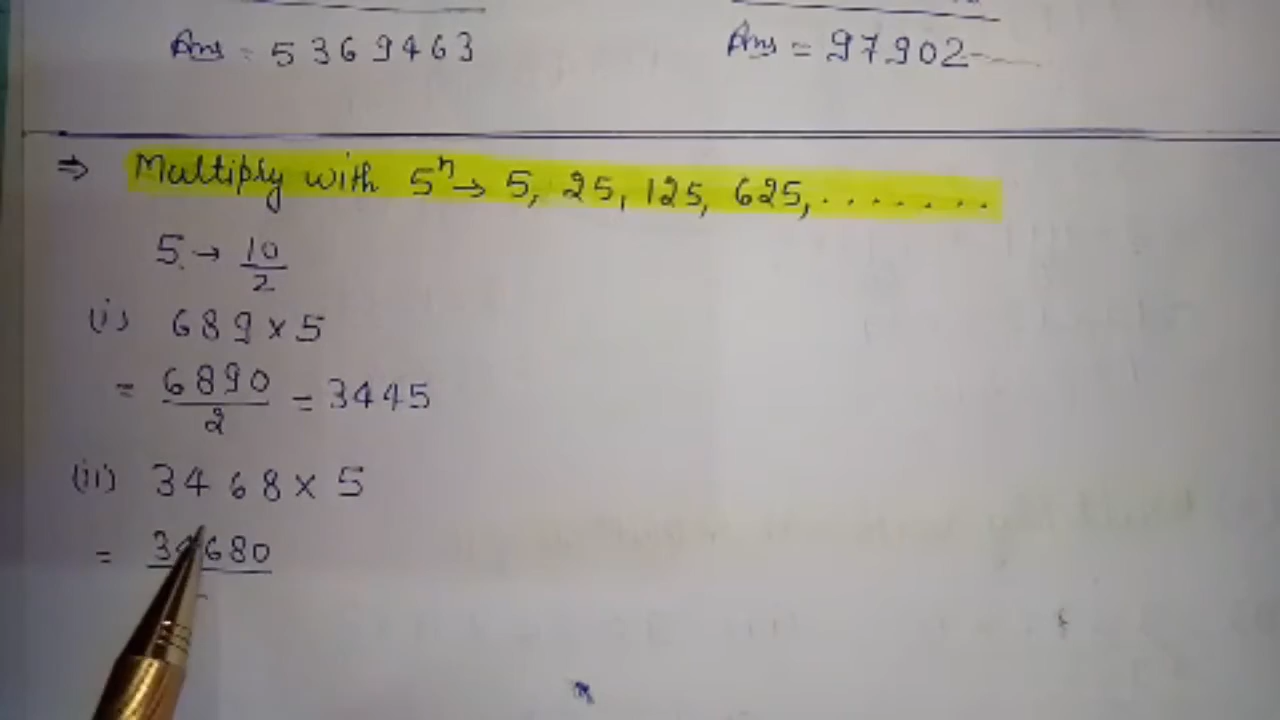 Ans = 5369463
Ans = 97902
⇒ Multiply with 5ⁿ → 5, 25, 125, 625, .......
5 → 10/2
(i) 689 × 5
= 6890/2 = 3445
(ii) 3468 × 5
= 34680